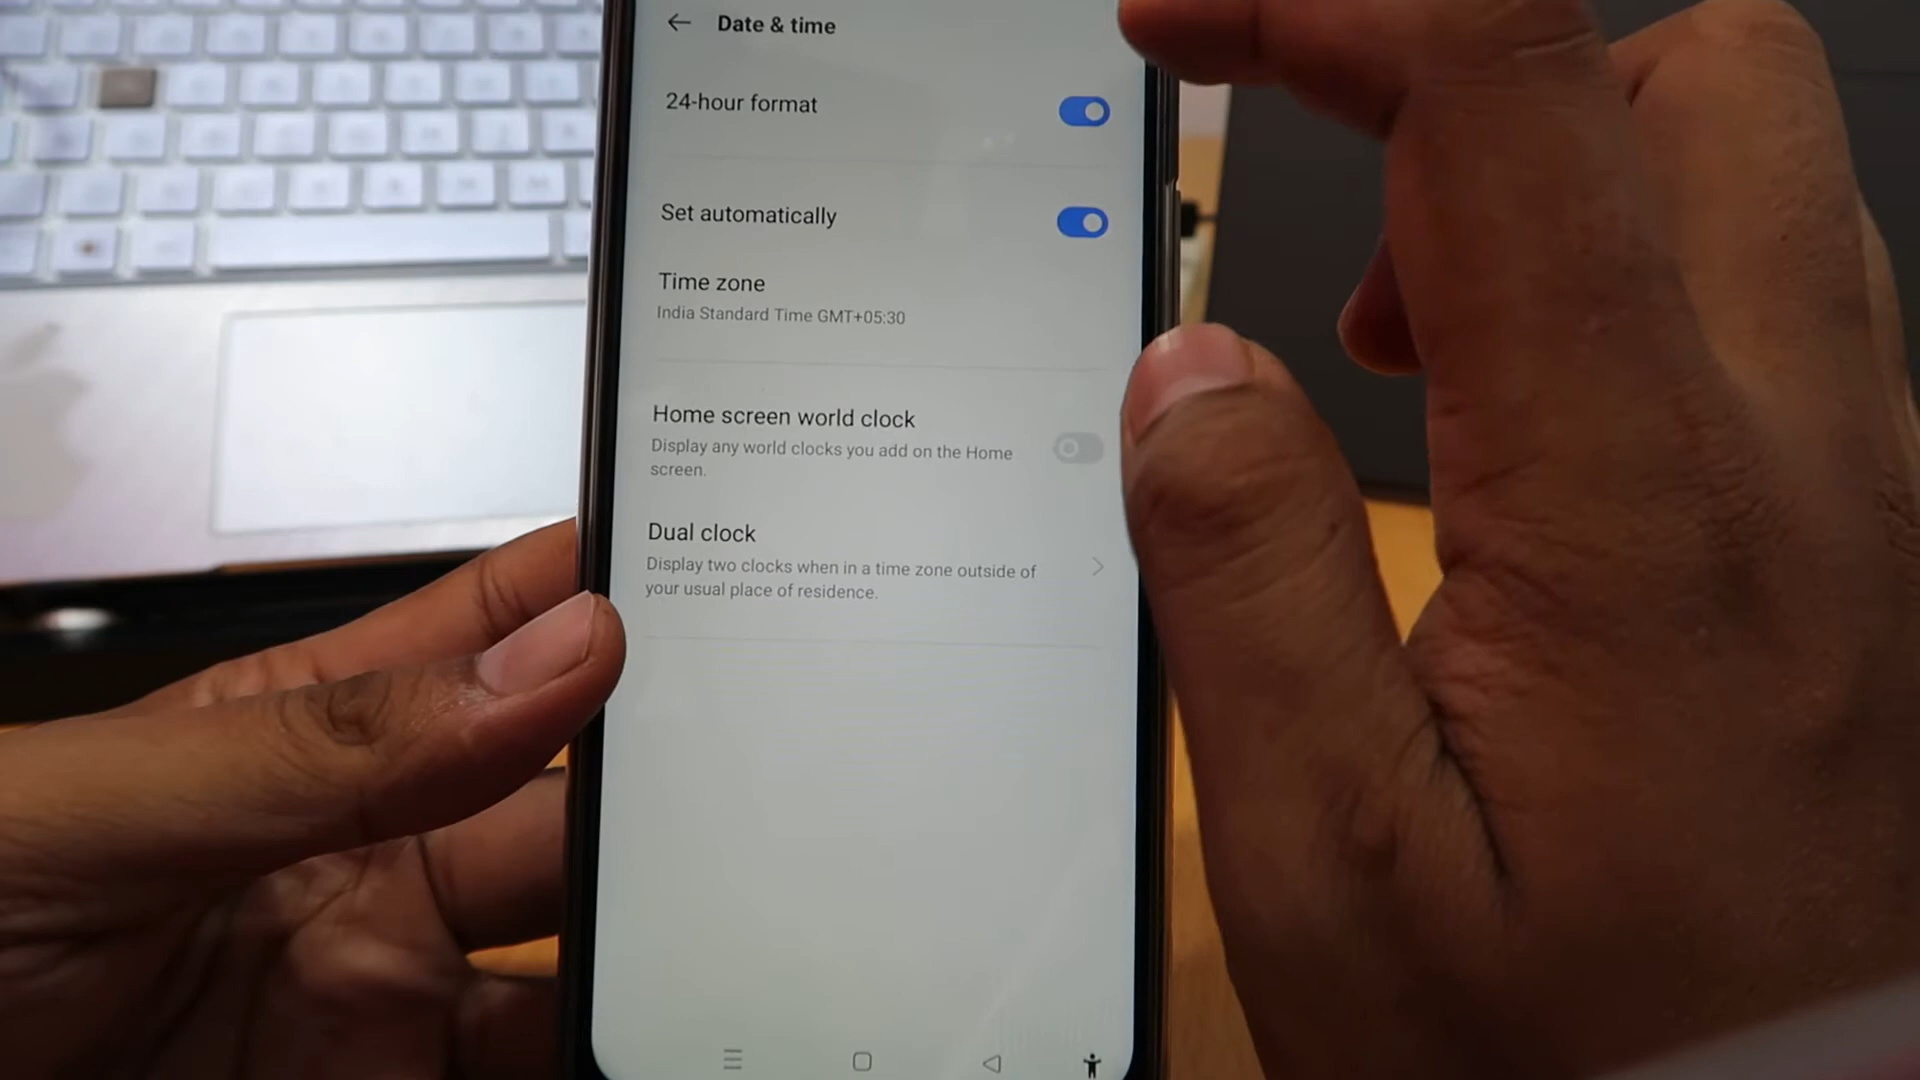 Date & time
24-hour format
Set automatically
Time zone
India Standard Time GMT+05:30
Home screen world clock
Display any world clocks you add on the Home
screen.
Dual clock
Display two clocks when in a time zone outside of
your usual place of residence.